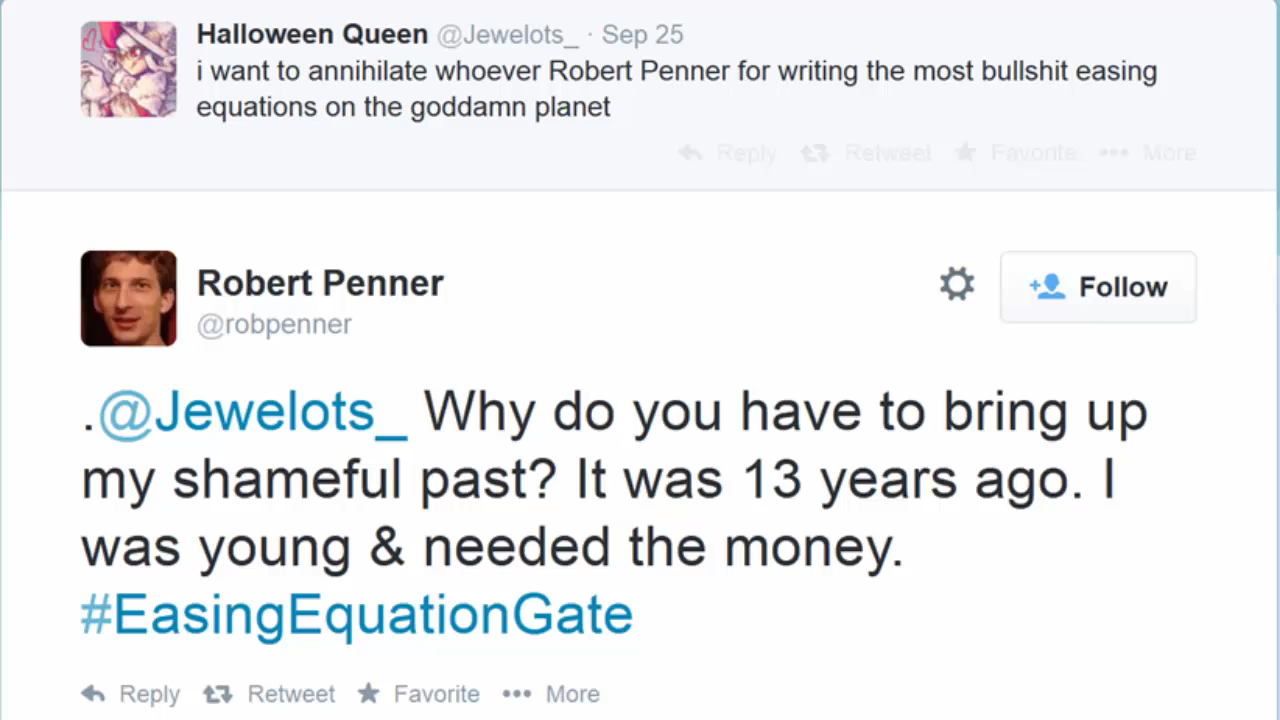 Halloween Queen @Jewelots_ · Sep 25
i want to annihilate whoever Robert Penner for writing the most bullshit easing
equations on the goddamn planet
Reply Retweet Favorite More
Robert Penner
@robpenner
Follow
.@Jewelots_ Why do you have to bring up
my shameful past? It was 13 years ago. I
was young & needed the money.
#EasingEquationGate
Reply Retweet Favorite More